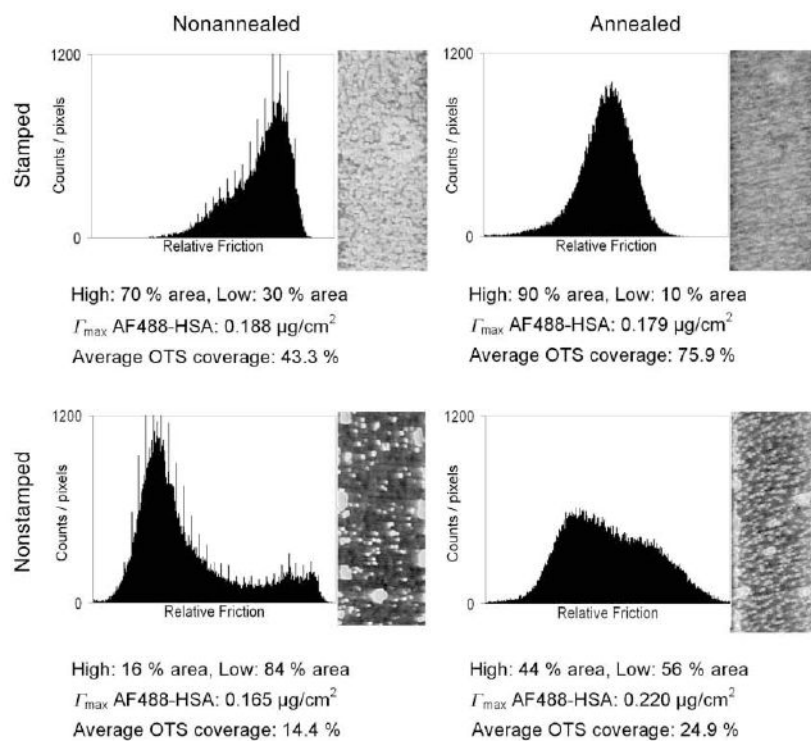 Nonannealed
Annealed
Stamped
1200
Counts / pixels
0
Relative Friction
1200
Counts / pixels
0
Relative Friction
High: 70 % area, Low: 30 % area
Γmax AF488-HSA: 0.188 µg/cm²
Average OTS coverage: 43.3 %
High: 90 % area, Low: 10 % area
Γmax AF488-HSA: 0.179 µg/cm²
Average OTS coverage: 75.9 %
Nonstamped
1200
Counts / pixels
0
Relative Friction
1200
Counts / pixels
0
Relative Friction
High: 16 % area, Low: 84 % area
Γmax AF488-HSA: 0.165 µg/cm²
Average OTS coverage: 14.4 %
High: 44 % area, Low: 56 % area
Γmax AF488-HSA: 0.220 µg/cm²
Average OTS coverage: 24.9 %